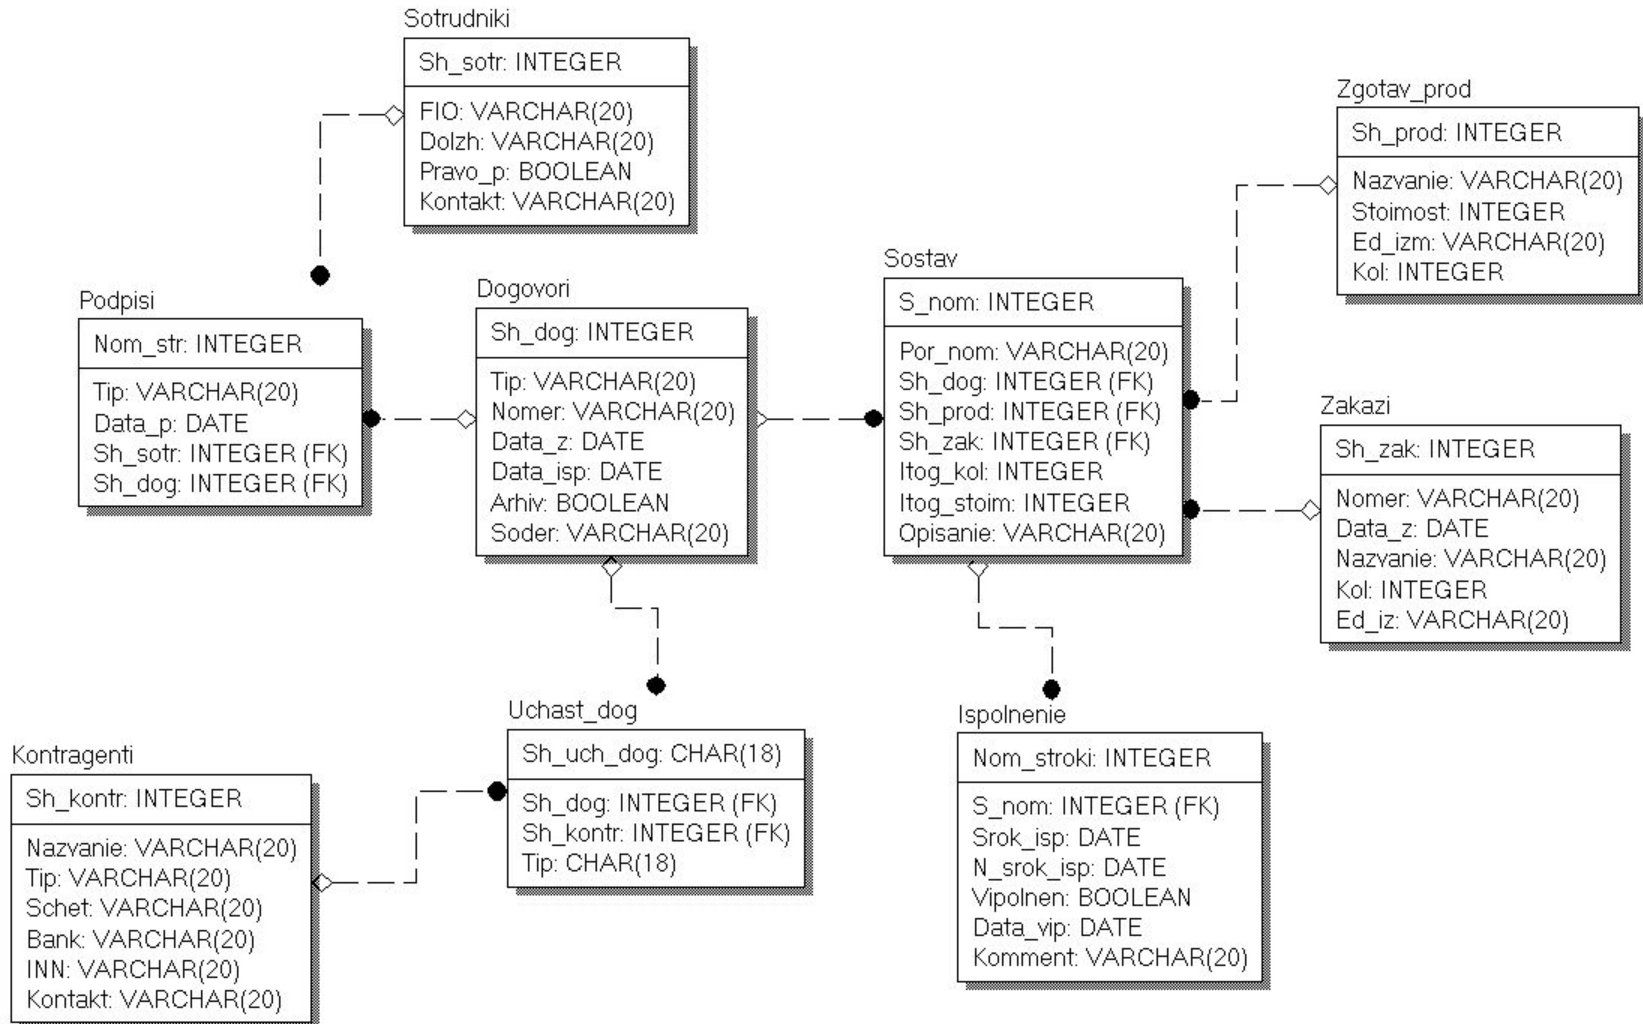 Sotrudniki
Sh_sotr: INTEGER
FIO: VARCHAR(20)
Dolzh: VARCHAR(20)
Pravo_p: BOOLEAN
Kontakt: VARCHAR(20)
Zgotav_prod
Sh_prod: INTEGER
Nazvanie: VARCHAR(20)
Stoimost: INTEGER
Ed_izm: VARCHAR(20)
Kol: INTEGER
Podpisi
Nom_str: INTEGER
Tip: VARCHAR(20)
Data_p: DATE
Sh_sotr: INTEGER (FK)
Sh_dog: INTEGER (FK)
Dogovori
Sh_dog: INTEGER
Tip: VARCHAR(20)
Nomer: VARCHAR(20)
Data_z: DATE
Data_isp: DATE
Arhiv: BOOLEAN
Soder: VARCHAR(20)
Sostav
S_nom: INTEGER
Por_nom: VARCHAR(20)
Sh_dog: INTEGER (FK)
Sh_prod: INTEGER (FK)
Sh_zak: INTEGER (FK)
Itog_kol: INTEGER
Itog_stoim: INTEGER
Opisanie: VARCHAR(20)
Zakazi
Sh_zak: INTEGER
Nomer: VARCHAR(20)
Data_z: DATE
Nazvanie: VARCHAR(20)
Kol: INTEGER
Ed_iz: VARCHAR(20)
Kontragenti
Sh_kontr: INTEGER
Nazvanie: VARCHAR(20)
Tip: VARCHAR(20)
Schet: VARCHAR(20)
Bank: VARCHAR(20)
INN: VARCHAR(20)
Kontakt: VARCHAR(20)
Uchast_dog
Sh_uch_dog: CHAR(18)
Sh_dog: INTEGER (FK)
Sh_kontr: INTEGER (FK)
Tip: CHAR(18)
Ispolnenie
Nom_stroki: INTEGER
S_nom: INTEGER (FK)
Srok_isp: DATE
N_srok_isp: DATE
Vipolnen: BOOLEAN
Data_vip: DATE
Komment: VARCHAR(20)